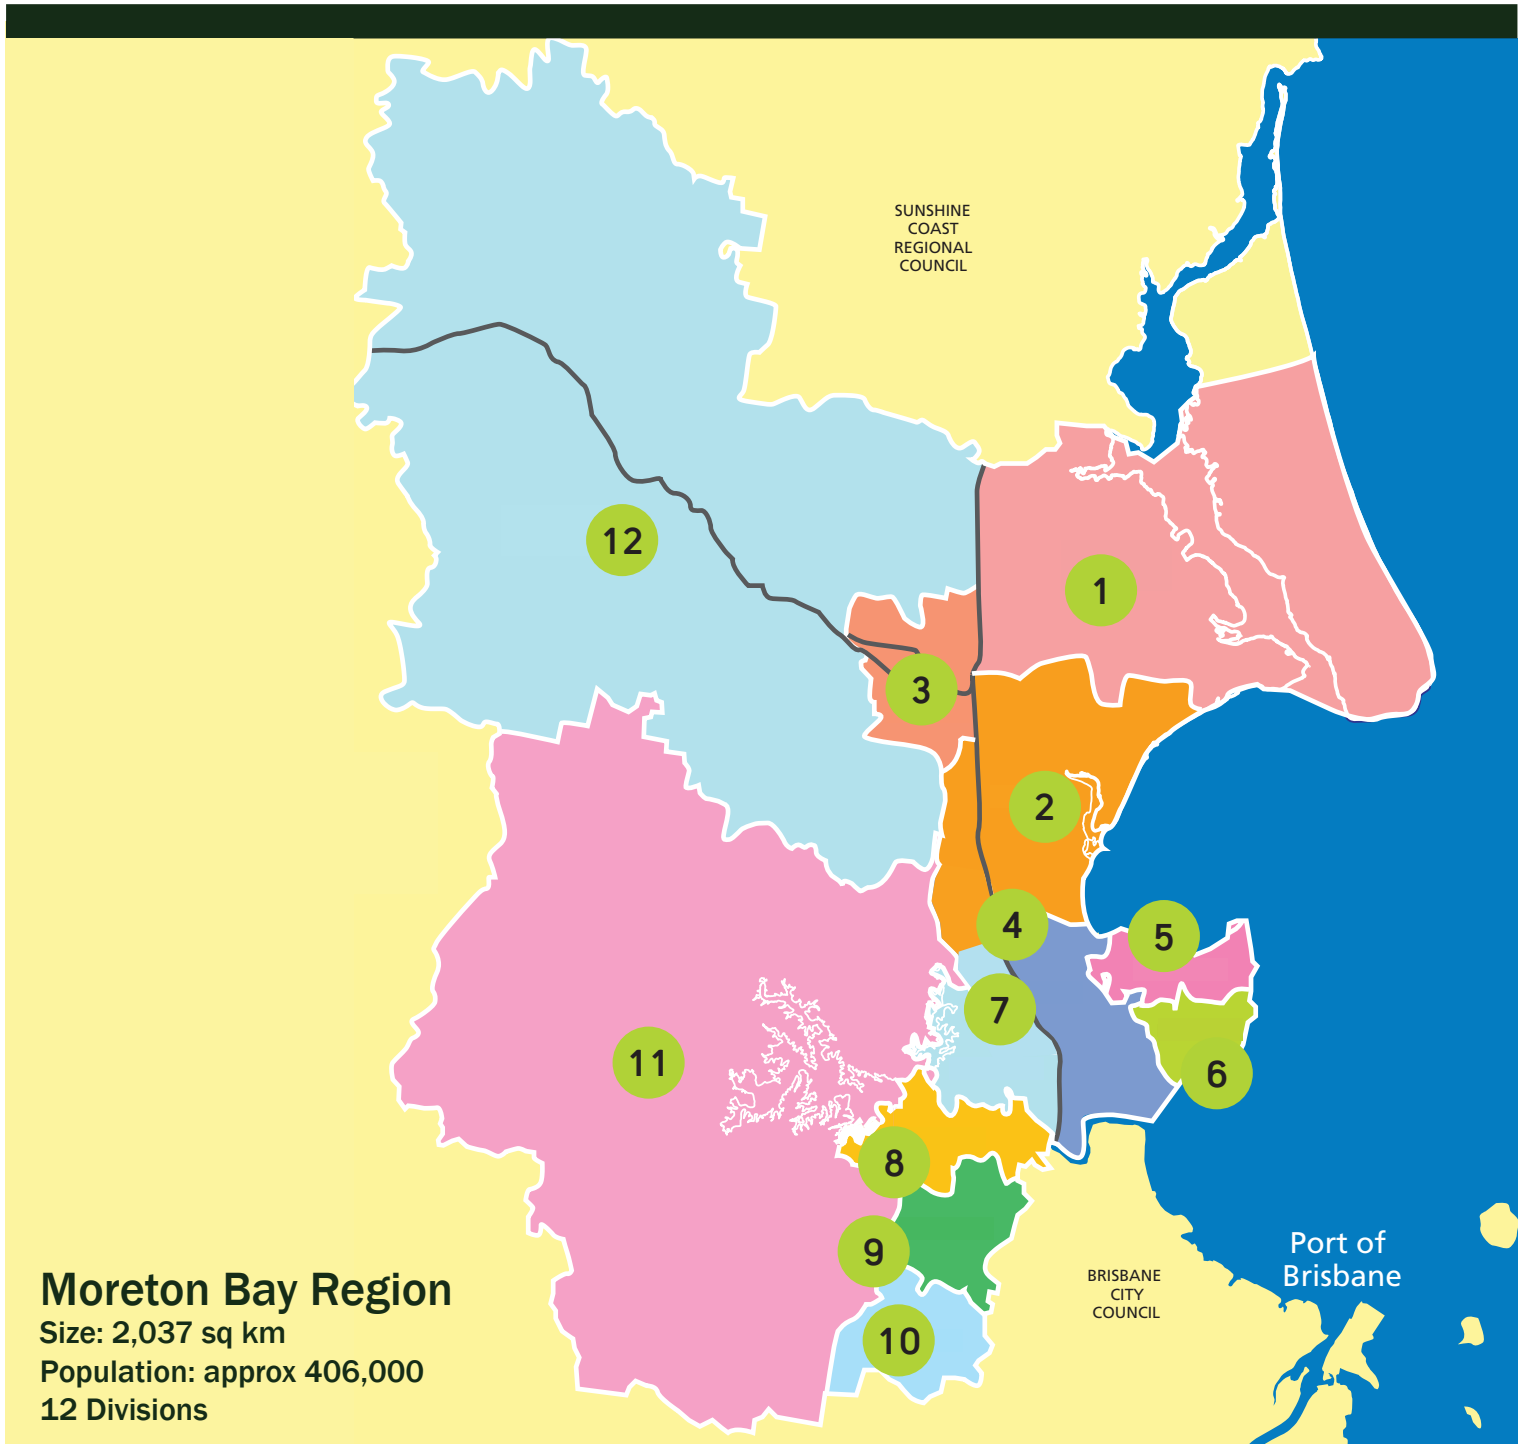 SUNSHINE
COAST
REGIONAL
COUNCIL
12
1
3
2
4
5
7
6
11
8
9
10
Port of
Brisbane
BRISBANE
CITY
COUNCIL
Moreton Bay Region
Size: 2,037 sq km
Population: approx 406,000
12 Divisions